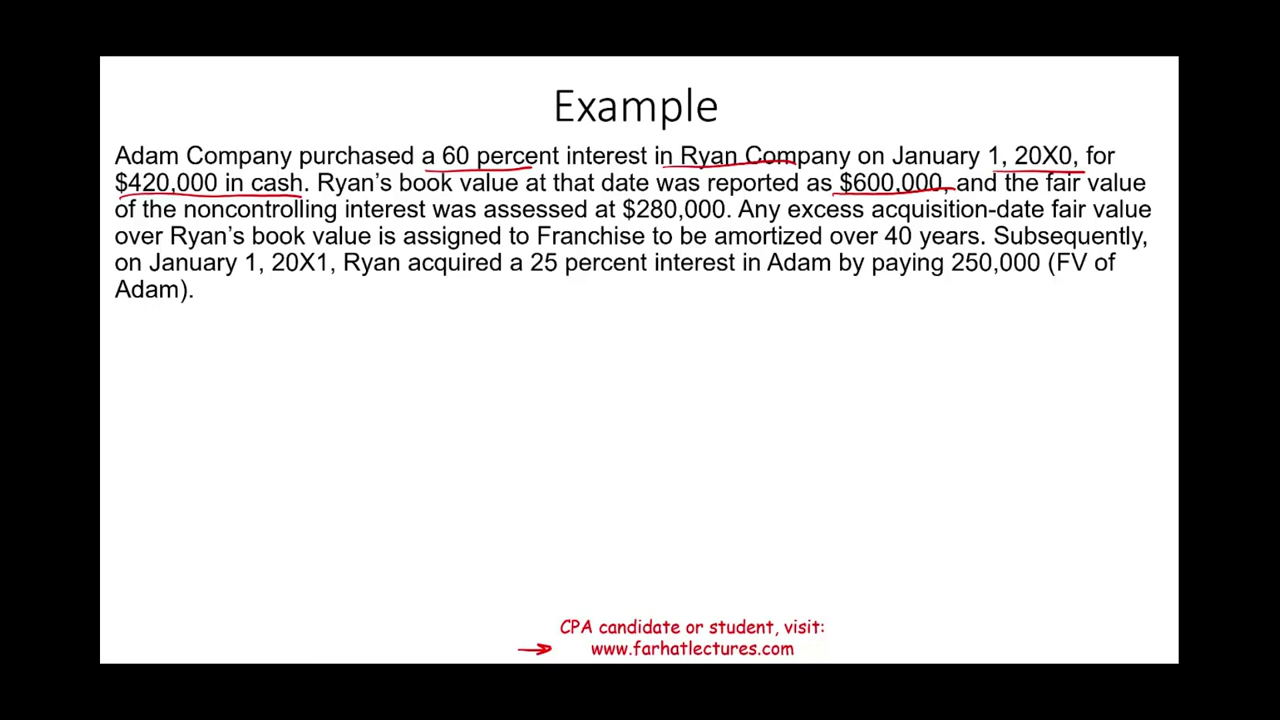 Example
Adam Company purchased a 60 percent interest in Ryan Company on January 1, 20X0, for
$420,000 in cash. Ryan’s book value at that date was reported as $600,000, and the fair value
of the noncontrolling interest was assessed at $280,000. Any excess acquisition-date fair value
over Ryan’s book value is assigned to Franchise to be amortized over 40 years. Subsequently,
on January 1, 20X1, Ryan acquired a 25 percent interest in Adam by paying 250,000 (FV of
Adam).
CPA candidate or student, visit:
www.farhatlectures.com